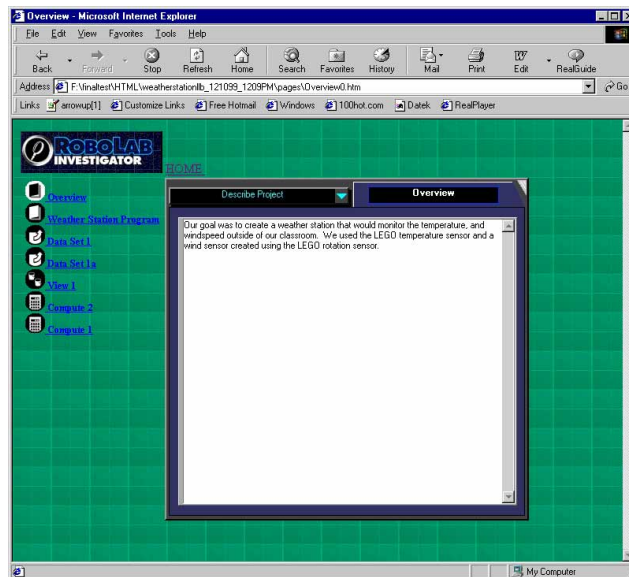 Overview - Microsoft Internet Explorer
File Edit View Favorites Tools Help
Back Forward Stop Refresh Home Search Favorites History Mail Print Edit RealGuide
Address F:\finaltest\HTML\weatherstationllb_121099_1209PM\pages\Overview0.htm Go
Links arrowup[1] Customize Links Free Hotmail Windows 100hot.com Datek RealPlayer
ROBOLAB
INVESTIGATOR
HOME
Describe Project Overview
Overview
Weather Station Program
Data Set 1
Data Set 1a
View 1
Compute 2
Compute 1
Our goal was to create a weather station that would monitor the temperature, and
windspeed outside of our classroom. We used the LEGO temperature sensor and a
wind sensor created using the LEGO rotation sensor.
My Computer